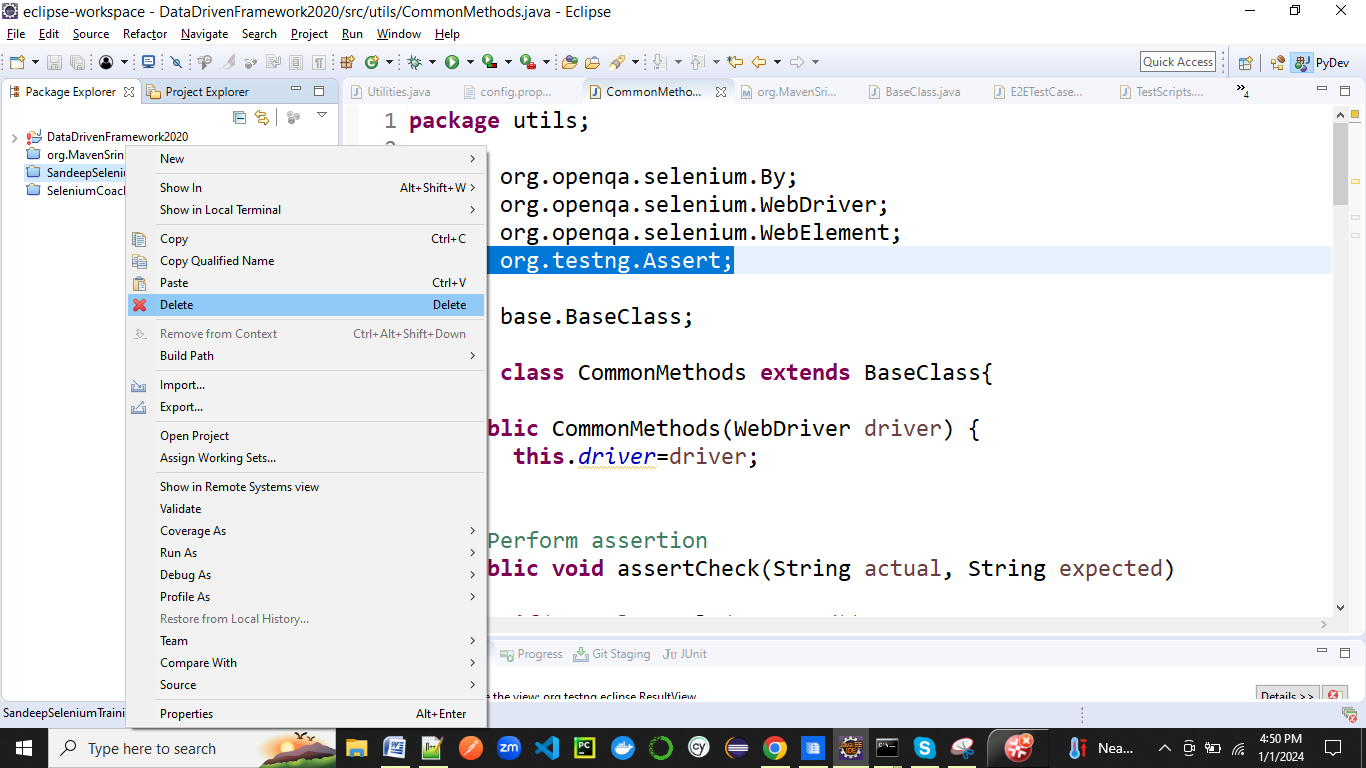 eclipse-workspace - DataDrivenFramework2020/src/utils/CommonMethods.java - Eclipse
File Edit Source Refactor Navigate Search Project Run Window Help
Quick Access
PyDev
Package Explorer
Project Explorer
Utilities.java
config.prop...
CommonMetho...
org.MavenSri...
BaseClass.java
E2ETestCase...
TestScripts....
»4
DataDrivenFramework2020
org.MavenSrin
SandeepSeleniu
SeleniumCoach
New
Show In Alt+Shift+W
Show in Local Terminal
Copy Ctrl+C
Copy Qualified Name
Paste Ctrl+V
Delete Delete
Remove from Context Ctrl+Alt+Shift+Down
Build Path
Import...
Export...
Open Project
Assign Working Sets...
Show in Remote Systems view
Validate
Coverage As
Run As
Debug As
Profile As
Restore from Local History...
Team
Compare With
Source
Properties Alt+Enter
1 package utils;
org.openqa.selenium.By;
org.openqa.selenium.WebDriver;
org.openqa.selenium.WebElement;
org.testng.Assert;
base.BaseClass;
class CommonMethods extends BaseClass{
blic CommonMethods(WebDriver driver) {
this.driver=driver;
Perform assertion
blic void assertCheck(String actual, String expected)
Progress Git Staging JUnit
e the view: org.testng.eclipse.ResultView
Details >>
SandeepSeleniumTraini
Type here to search
Nea...
4:50 PM
1/1/2024